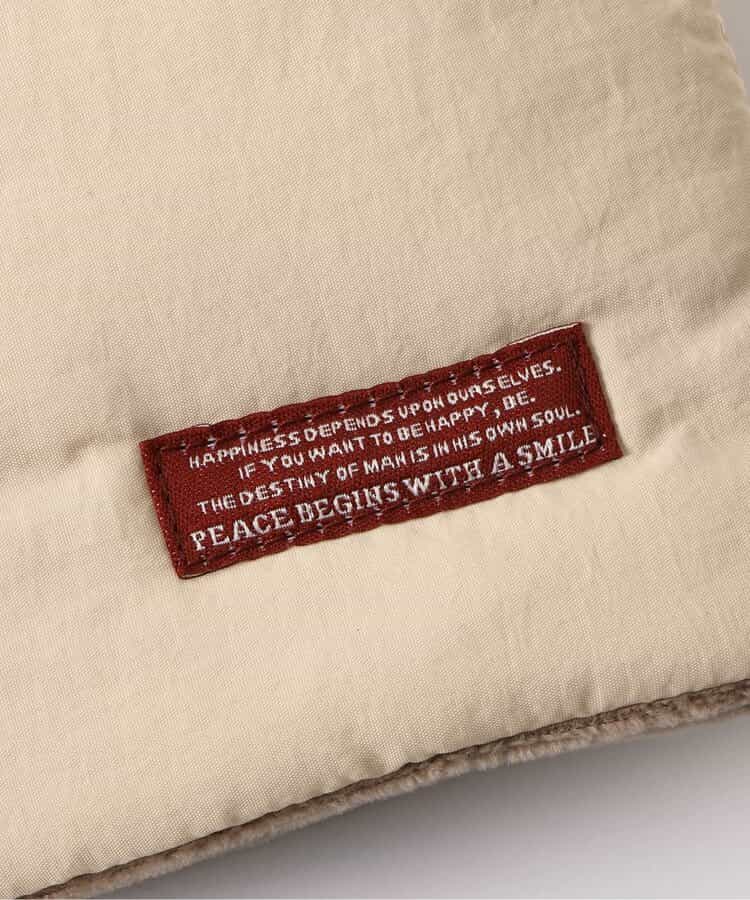 HAPPINESS DEPENDS UPON OURSELVES.
IF YOU WANT TO BE HAPPY, BE.
THE DESTINY OF MAN IS IN HIS OWN SOUL.
PEACE BEGINS WITH A SMILE.